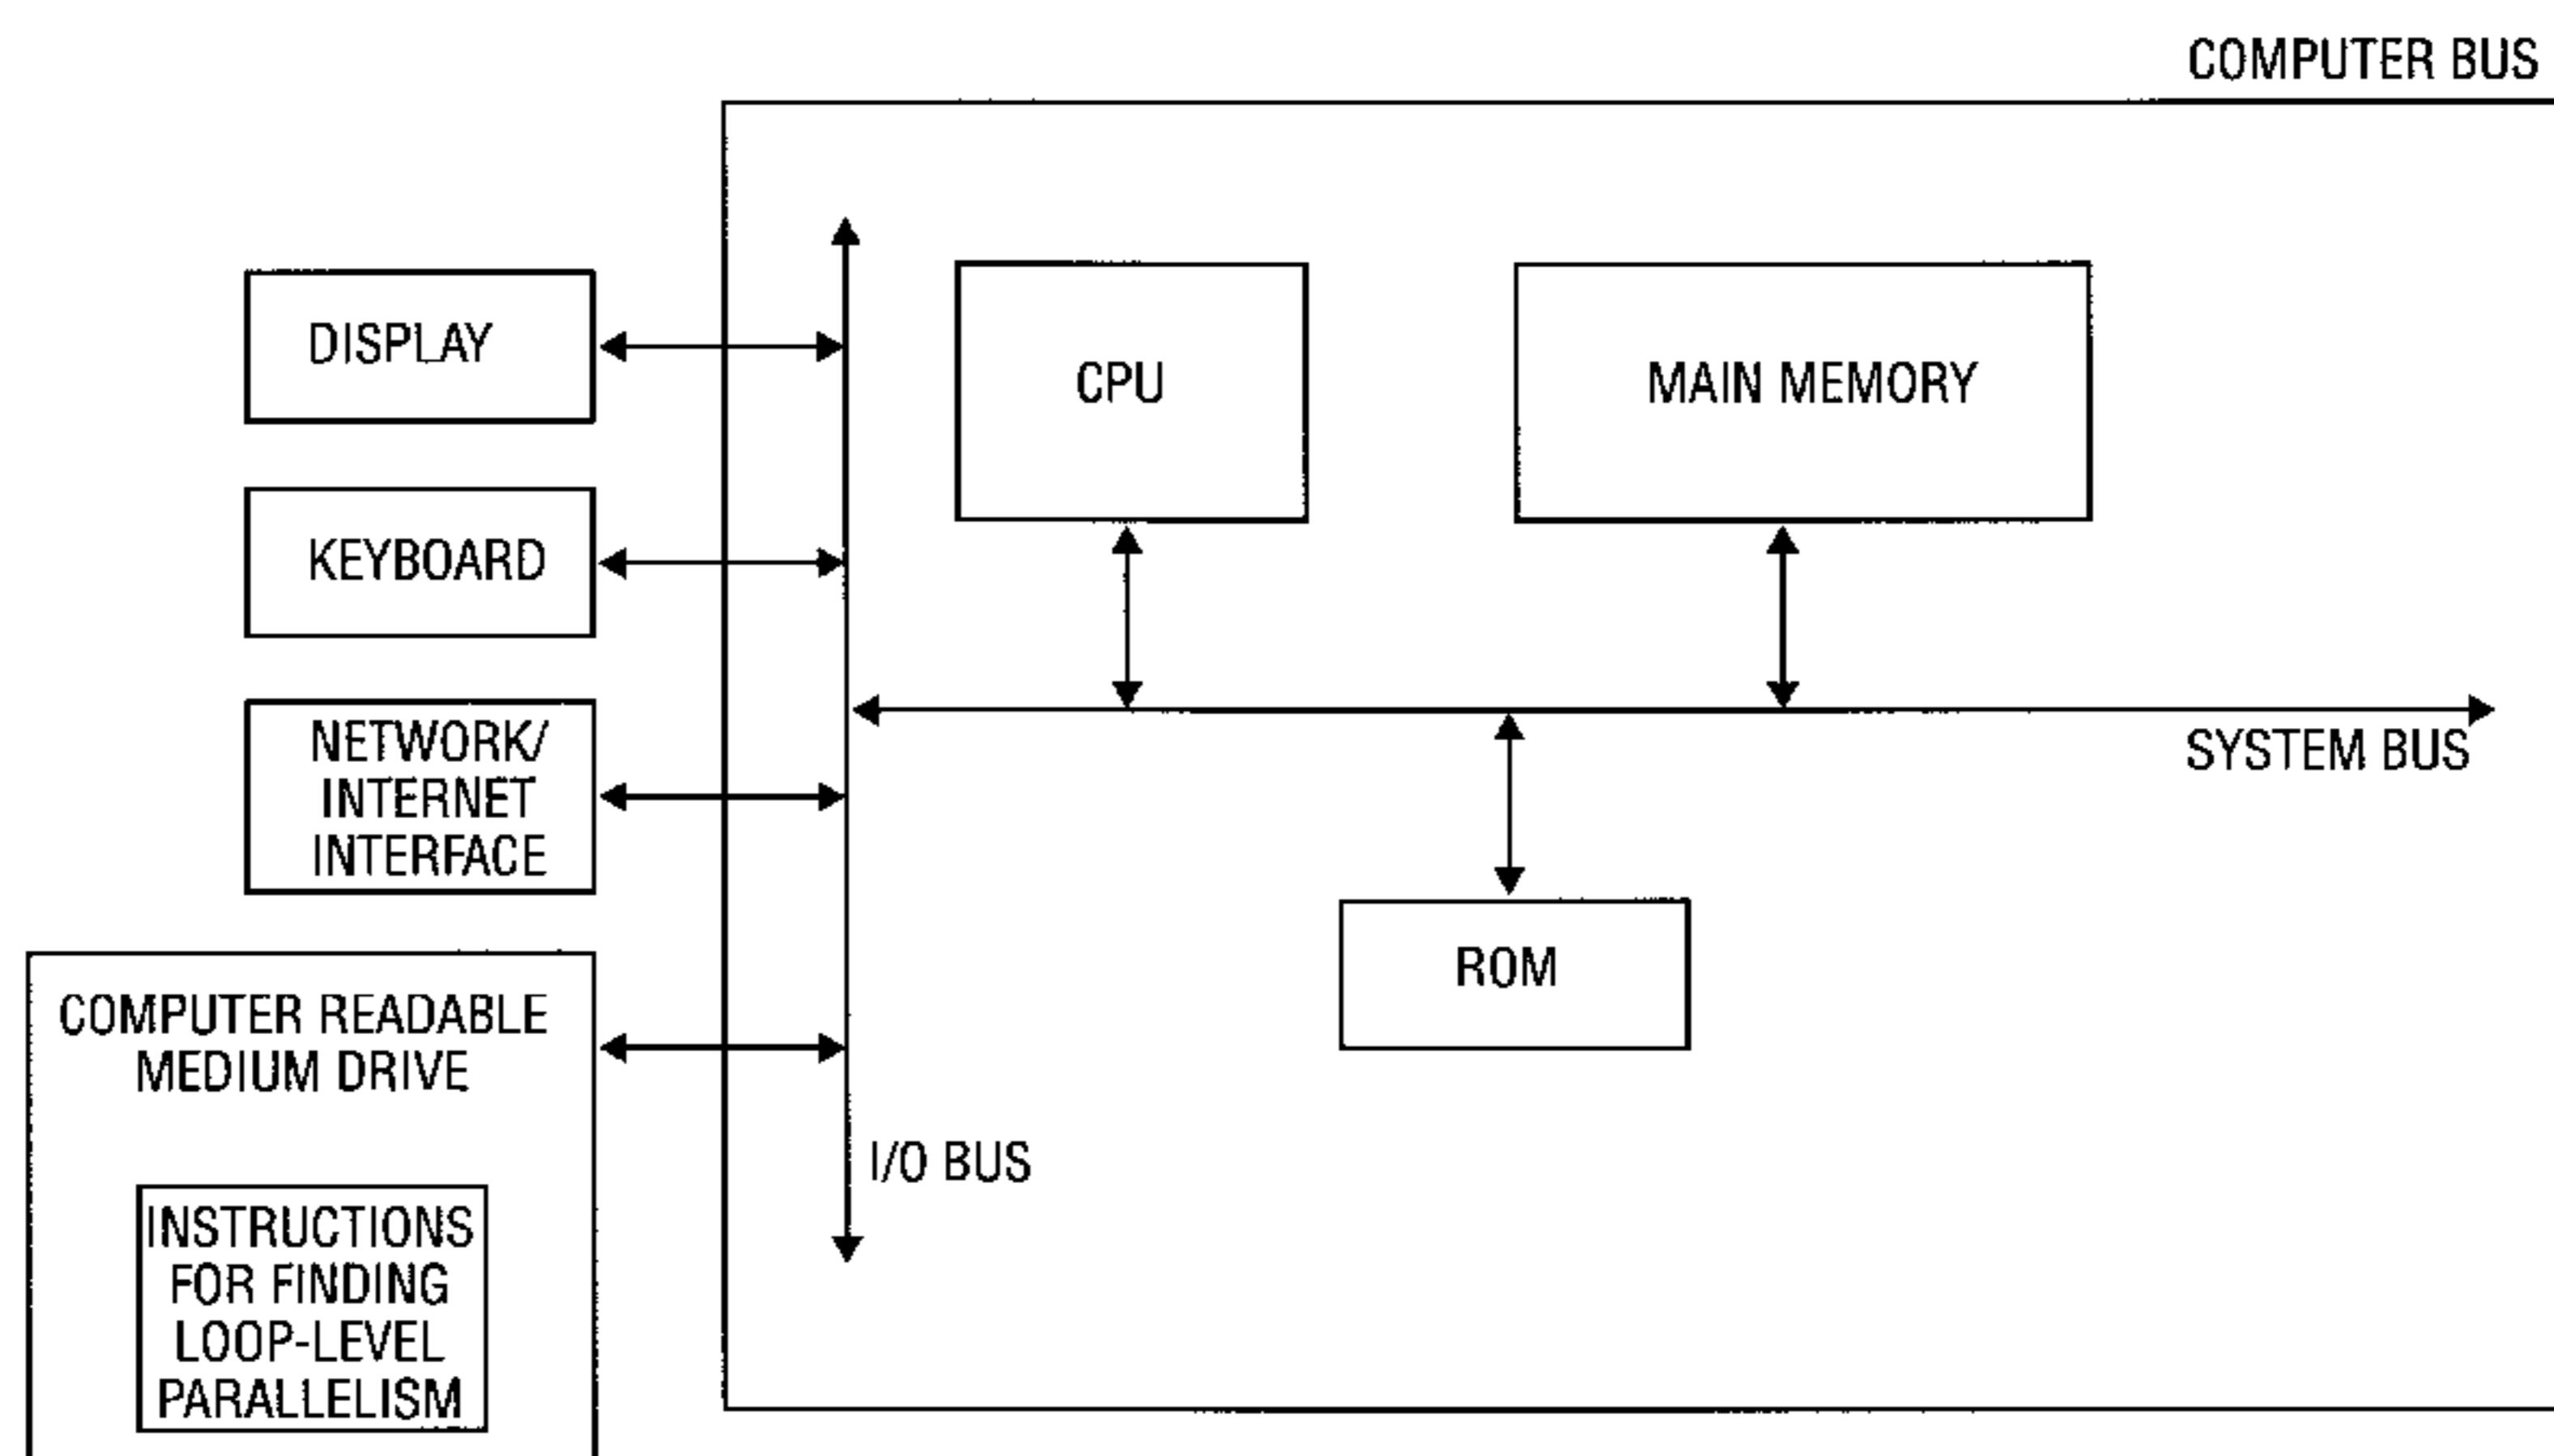 COMPUTER BUS
DISPLAY
CPU
MAIN MEMORY
KEYBOARD
NETWORK/
INTERNET
INTERFACE
SYSTEM BUS
ROM
COMPUTER READABLE
MEDIUM DRIVE
I/O BUS
INSTRUCTIONS
FOR FINDING
LOOP-LEVEL
PARALLELISM